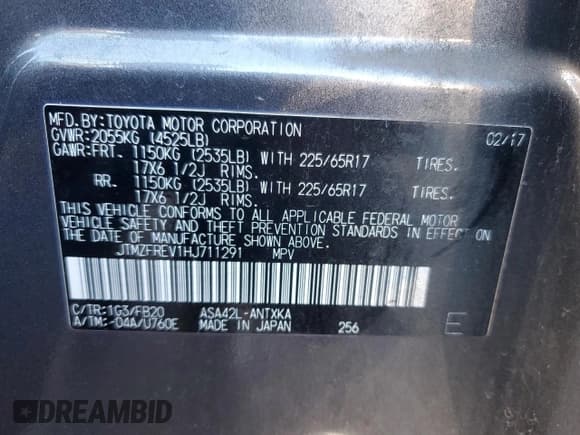 MFD.BY:TOYOTA MOTOR CORPORATION 02/17
GVWR:2055KG (4525LB)
GAWR:FRT. 1150KG (2535LB) WITH 225/65R17 TIRES.
17X6 1/2J RIMS.
RR. 1150KG (2535LB) WITH 225/65R17 TIRES.
17X6 1/2J RIMS.
THIS VEHICLE CONFORMS TO ALL APPLICABLE FEDERAL MOTOR
VEHICLE SAFETY AND THEFT PREVENTION STANDARDS IN EFFECT ON
THE DATE OF MANUFACTURE SHOWN ABOVE.
JTMZFREV1HJ711291 MPV
C/TR:1G3/FB20 ASA42L-ANTXKA
A/TM:-04A/U760E MADE IN JAPAN 256 E
DREAMBID